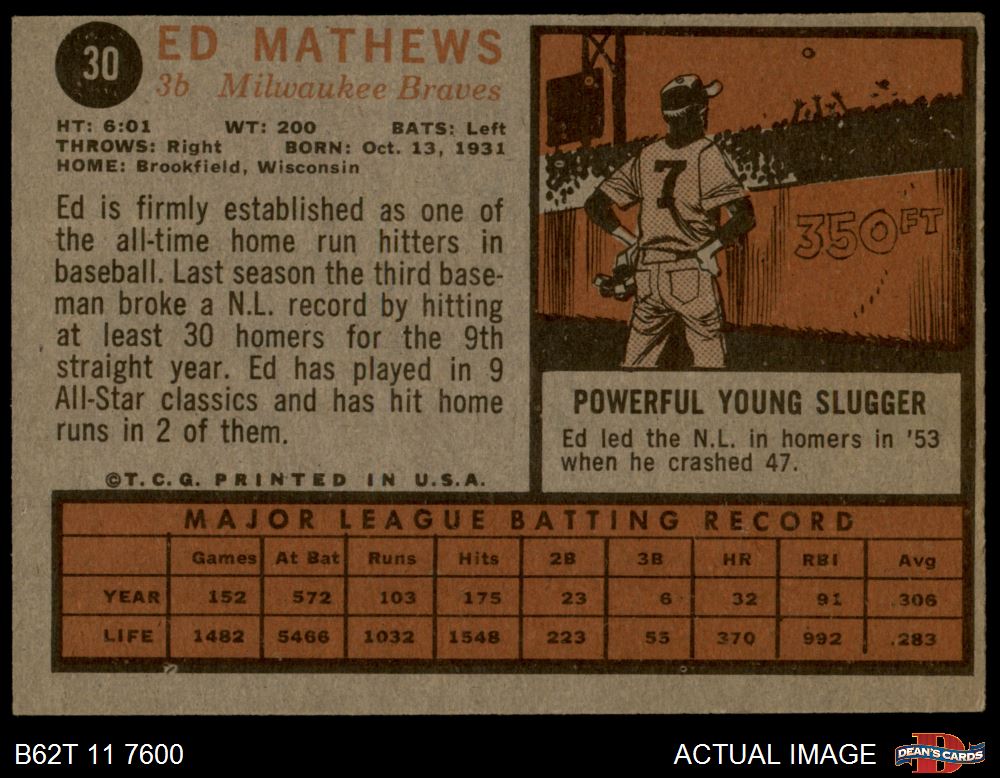 30
ED MATHEWS
3b Milwaukee Braves
HT: 6:01 WT: 200 BATS: Left
THROWS: Right BORN: Oct. 13, 1931
HOME: Brookfield, Wisconsin
Ed is firmly established as one of
the all-time home run hitters in
baseball. Last season the third base-
man broke a N.L. record by hitting
at least 30 homers for the 9th
straight year. Ed has played in 9
All-Star classics and has hit home
runs in 2 of them.
©T.C.G. PRINTED IN U.S.A.
7
350FT
POWERFUL YOUNG SLUGGER
Ed led the N.L. in homers in '53
when he crashed 47.
MAJOR LEAGUE BATTING RECORD
Games At Bat Runs Hits 2B 3B HR RBI Avg
YEAR 152 572 103 175 23 6 32 91 .306
LIFE 1482 5466 1032 1548 223 55 370 992 .283
B62T 11 7600 ACTUAL IMAGE
D
DEAN'S CARDS